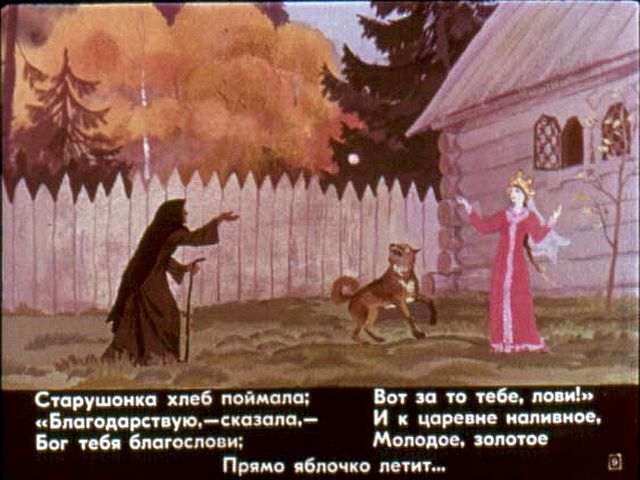 Старушонка хлеб поймала;
«Благодарствую,—сказала,—
Бог тебя благослови;
Вот за то тебе, лови!»
И к царевне наливное,
Молодое, золотое
Прямо яблочко летит...
9